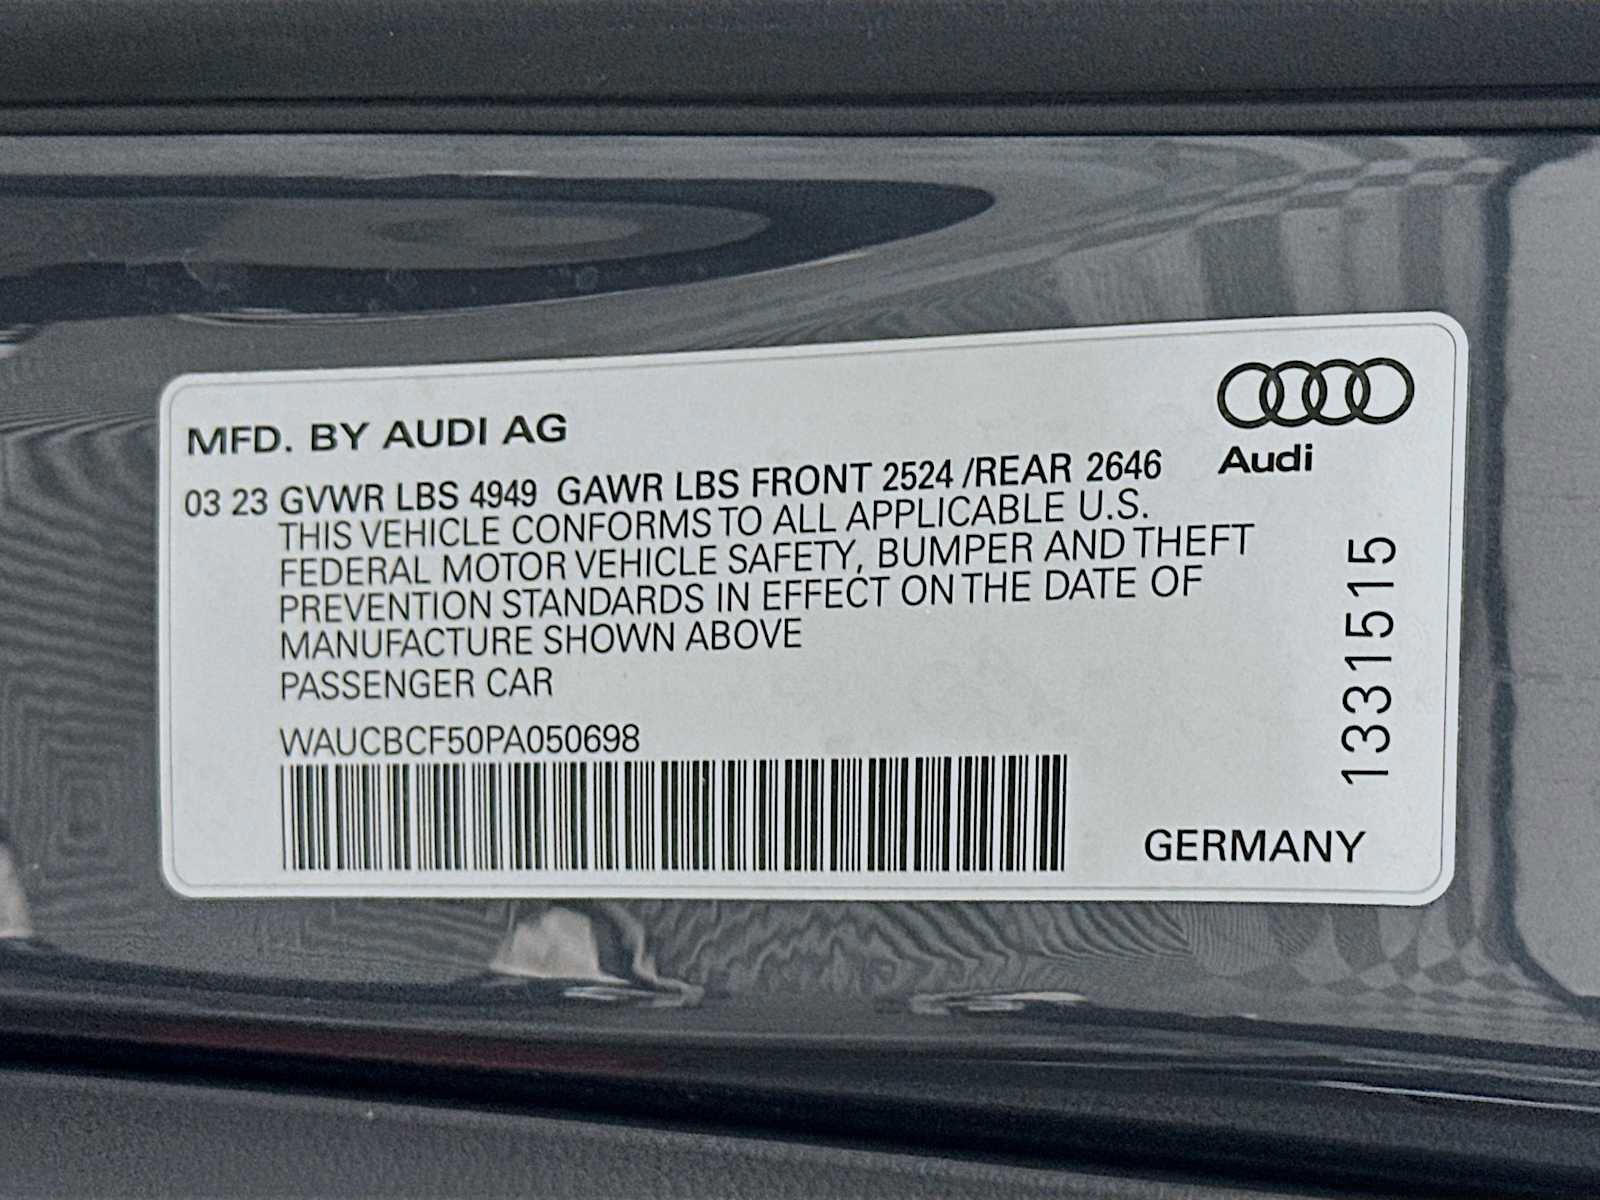 MFD. BY AUDI AG
Audi
03 23 GVWR LBS 4949 GAWR LBS FRONT 2524 /REAR 2646
THIS VEHICLE CONFORMS TO ALL APPLICABLE U.S.
FEDERAL MOTOR VEHICLE SAFETY, BUMPER AND THEFT
PREVENTION STANDARDS IN EFFECT ON THE DATE OF
MANUFACTURE SHOWN ABOVE
PASSENGER CAR
WAUCBCF50PA050698
1331515
GERMANY